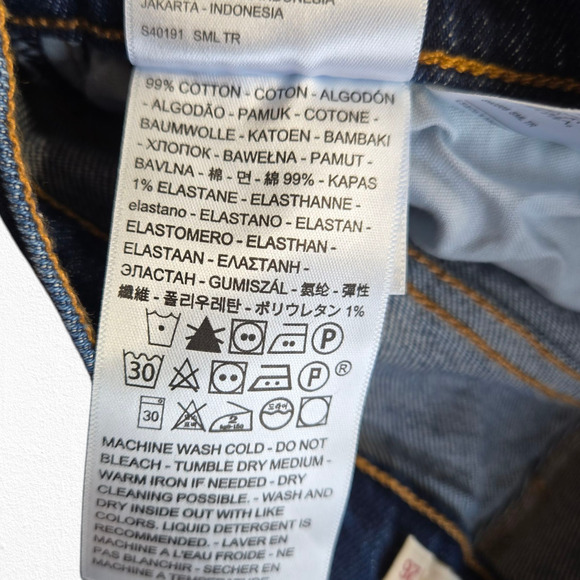 JAKARTA - INDONESIA
S40191 SML TR
99% COTTON - COTON - ALGODÓN
- ALGODÃO - PAMUK - COTONE -
BAUMWOLLE - KATOEN - BAMBAKI
- ХЛОПОК - BAWEŁNA - PAMUT -
BAVLNA - 棉 - 면 - 綿 99% - KAPAS
1% ELASTANE - ELASTHANNE -
elastano - ELASTANO - ELASTAN -
ELASTOMERO - ELASTHAN -
ELASTAAN - ΕΛΑΣΤΑΝΗ -
ЭЛАСТАН - GUMISZÁL - 氨纶 - 彈性
纖維 - 폴리우레탄 - ポリウレタン 1%
P
30 P ®
30 2
MACHINE WASH COLD - DO NOT
BLEACH - TUMBLE DRY MEDIUM -
WARM IRON IF NEEDED - DRY
CLEANING POSSIBLE. - WASH AND
DRY INSIDE OUT WITH LIKE
COLORS. LIQUID DETERGENT IS
RECOMMENDED. - LAVER EN
MACHINE A L'EAU FROIDE - NE
PAS BLANCHIR - SECHER EN
MACHINE A